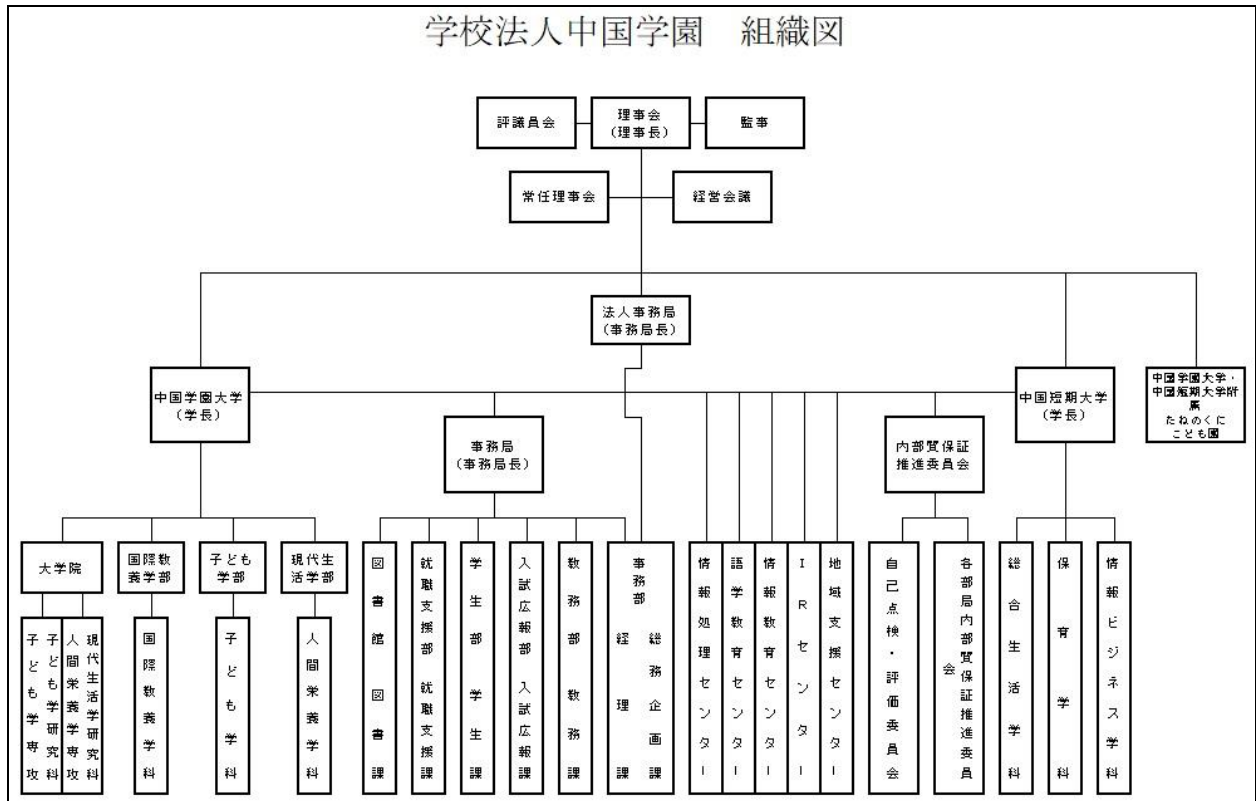 学校法人中国学園　組織図
評議員会
理事会
(理事長)
監事
常任理事会
経営会議
法人事務局
(事務局長)
中国学園大学
(学長)
中国短期大学
(学長)
中国学園大学・
中国短期大学附
属
たねのくに
こども園
事務局
(事務局長)
内部質保証
推進委員会
大学院
国際教
養学部
子ども
学部
現代生
活学部
子ども学研究科
子ども学専攻
現代生活学研究科
人間栄養学専攻
国際教養学科
子ども学科
人間栄養学科
図書館　図書課
就職支援部　就職支援課
学生部　学生課
入試広報部　入試広報課
教務部　教務課
事務部
総務企画課
経理課
情報処理センター
語学教育センター
情報教育センター
IRセンター
地域支援センター
自己点検・評価委員会
各部局内部質保証推進委員
会
総合生活学科
保育学科
情報ビジネス学科